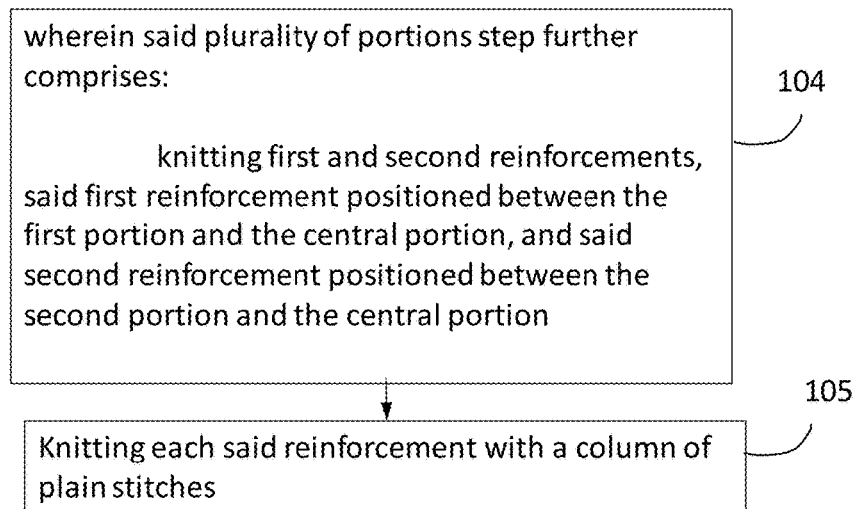 wherein said plurality of portions step further
comprises:
104
knitting first and second reinforcements,
said first reinforcement positioned between the
first portion and the central portion, and said
second reinforcement positioned between the
second portion and the central portion
105
Knitting each said reinforcement with a column of
plain stitches